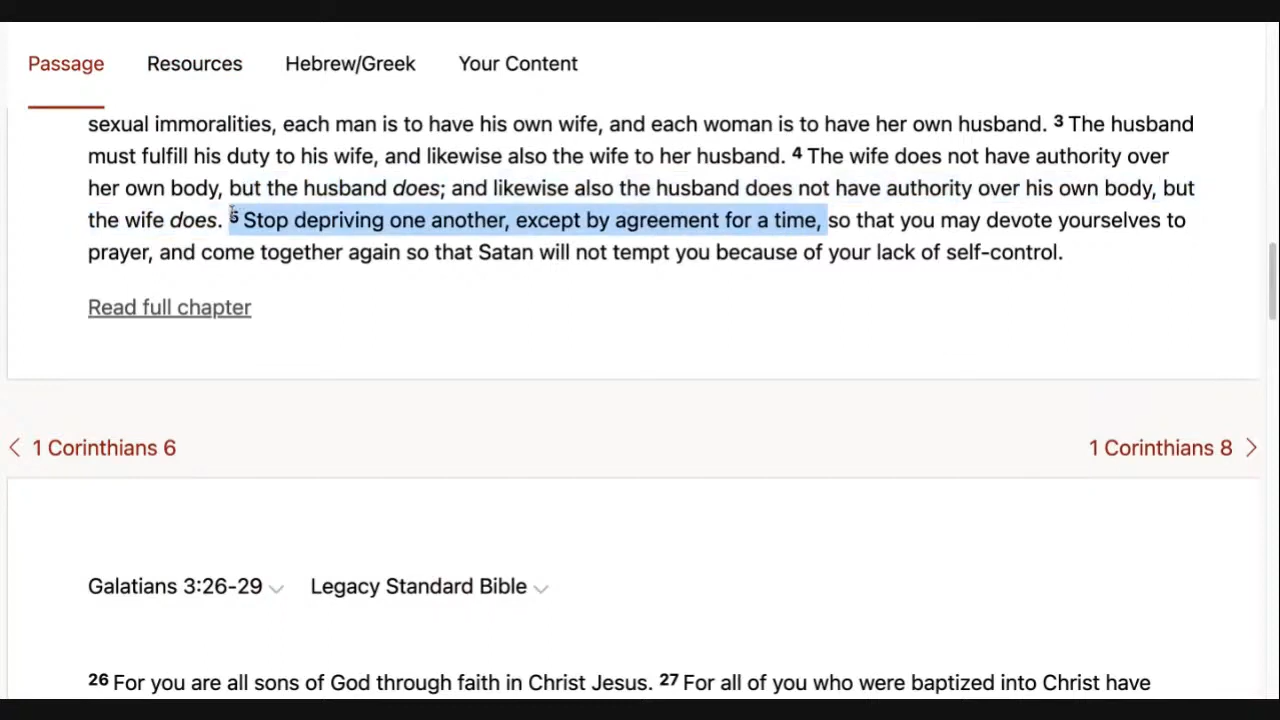 Passage Resources Hebrew/Greek Your Content
sexual immoralities, each man is to have his own wife, and each woman is to have her own husband. 3 The husband
must fulfill his duty to his wife, and likewise also the wife to her husband. 4 The wife does not have authority over
her own body, but the husband does; and likewise also the husband does not have authority over his own body, but
the wife does. 5 Stop depriving one another, except by agreement for a time, so that you may devote yourselves to
prayer, and come together again so that Satan will not tempt you because of your lack of self-control.
Read full chapter
1 Corinthians 6 1 Corinthians 8
Galatians 3:26-29 Legacy Standard Bible
26 For you are all sons of God through faith in Christ Jesus. 27 For all of you who were baptized into Christ have